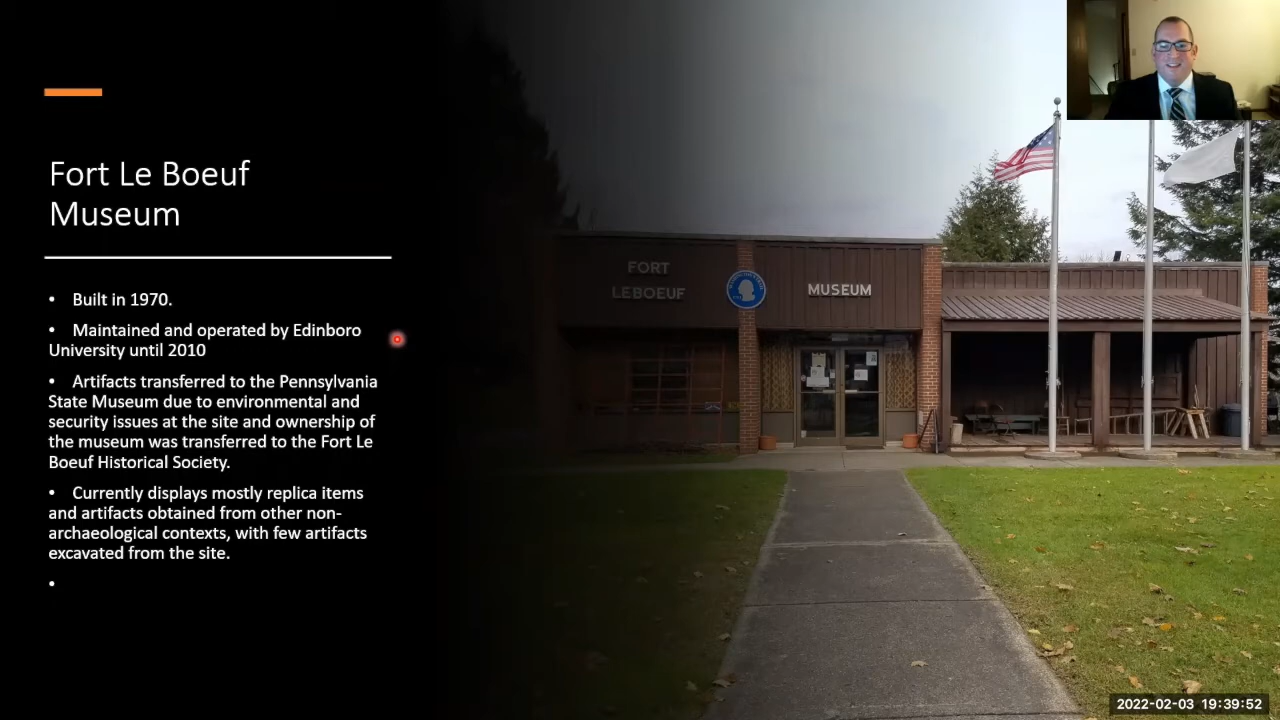 Fort Le Boeuf
Museum
• Built in 1970.
• Maintained and operated by Edinboro
University until 2010
• Artifacts transferred to the Pennsylvania
State Museum due to environmental and
security issues at the site and ownership of
the museum was transferred to the Fort Le
Boeuf Historical Society.
• Currently displays mostly replica items
and artifacts obtained from other non-
archaeological contexts, with few artifacts
excavated from the site.
•
FORT
LEBOEUF
MUSEUM
2022-02-03 19:39:52